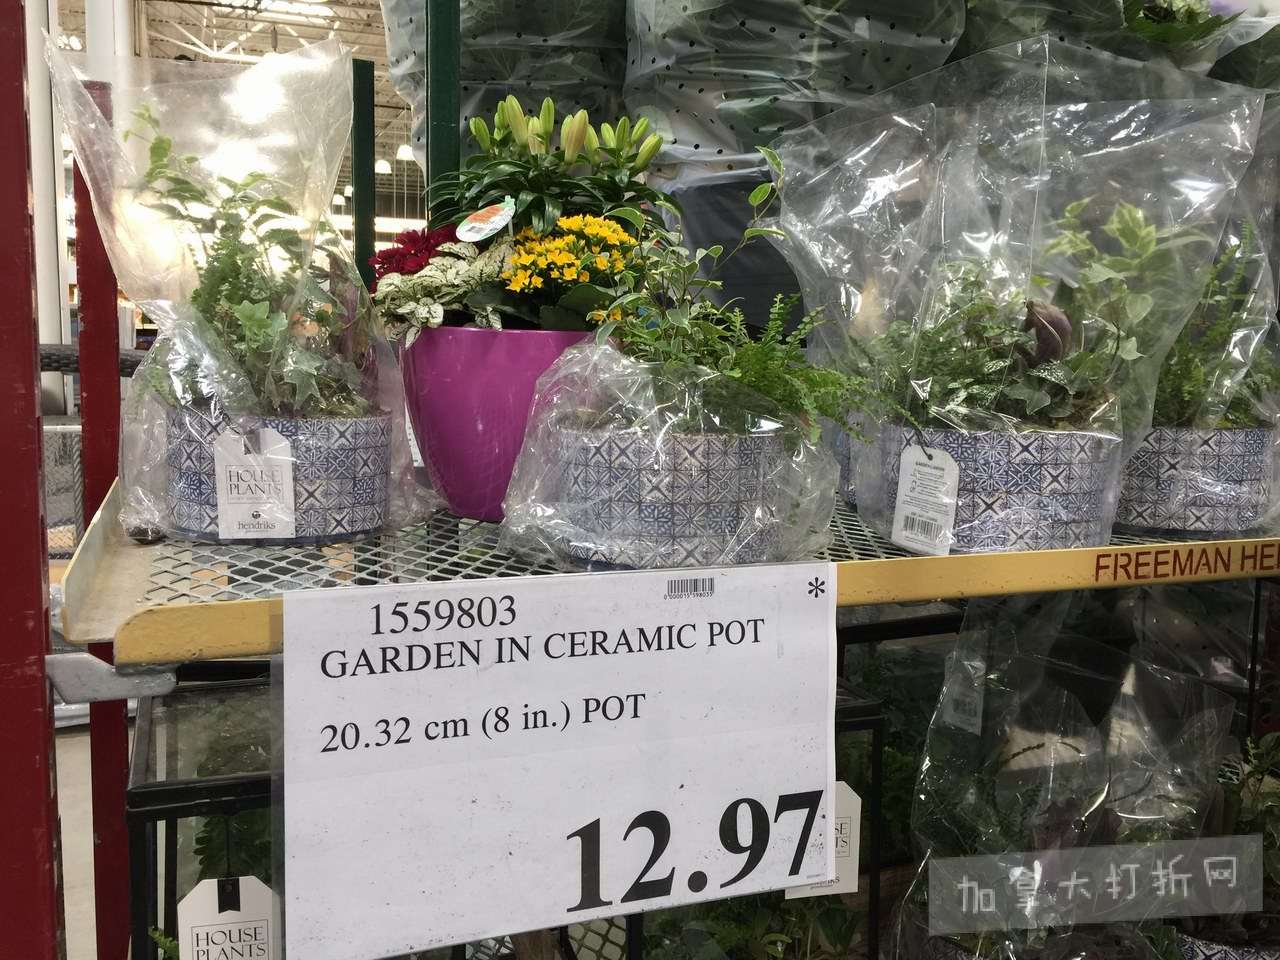 HOUSE
PLANTS
hendriks
FREEMAN HE
1559803
*
GARDEN IN CERAMIC POT
20.32 cm (8 in.) POT
12.97
HOUSE
PLANTS
加拿大打折网